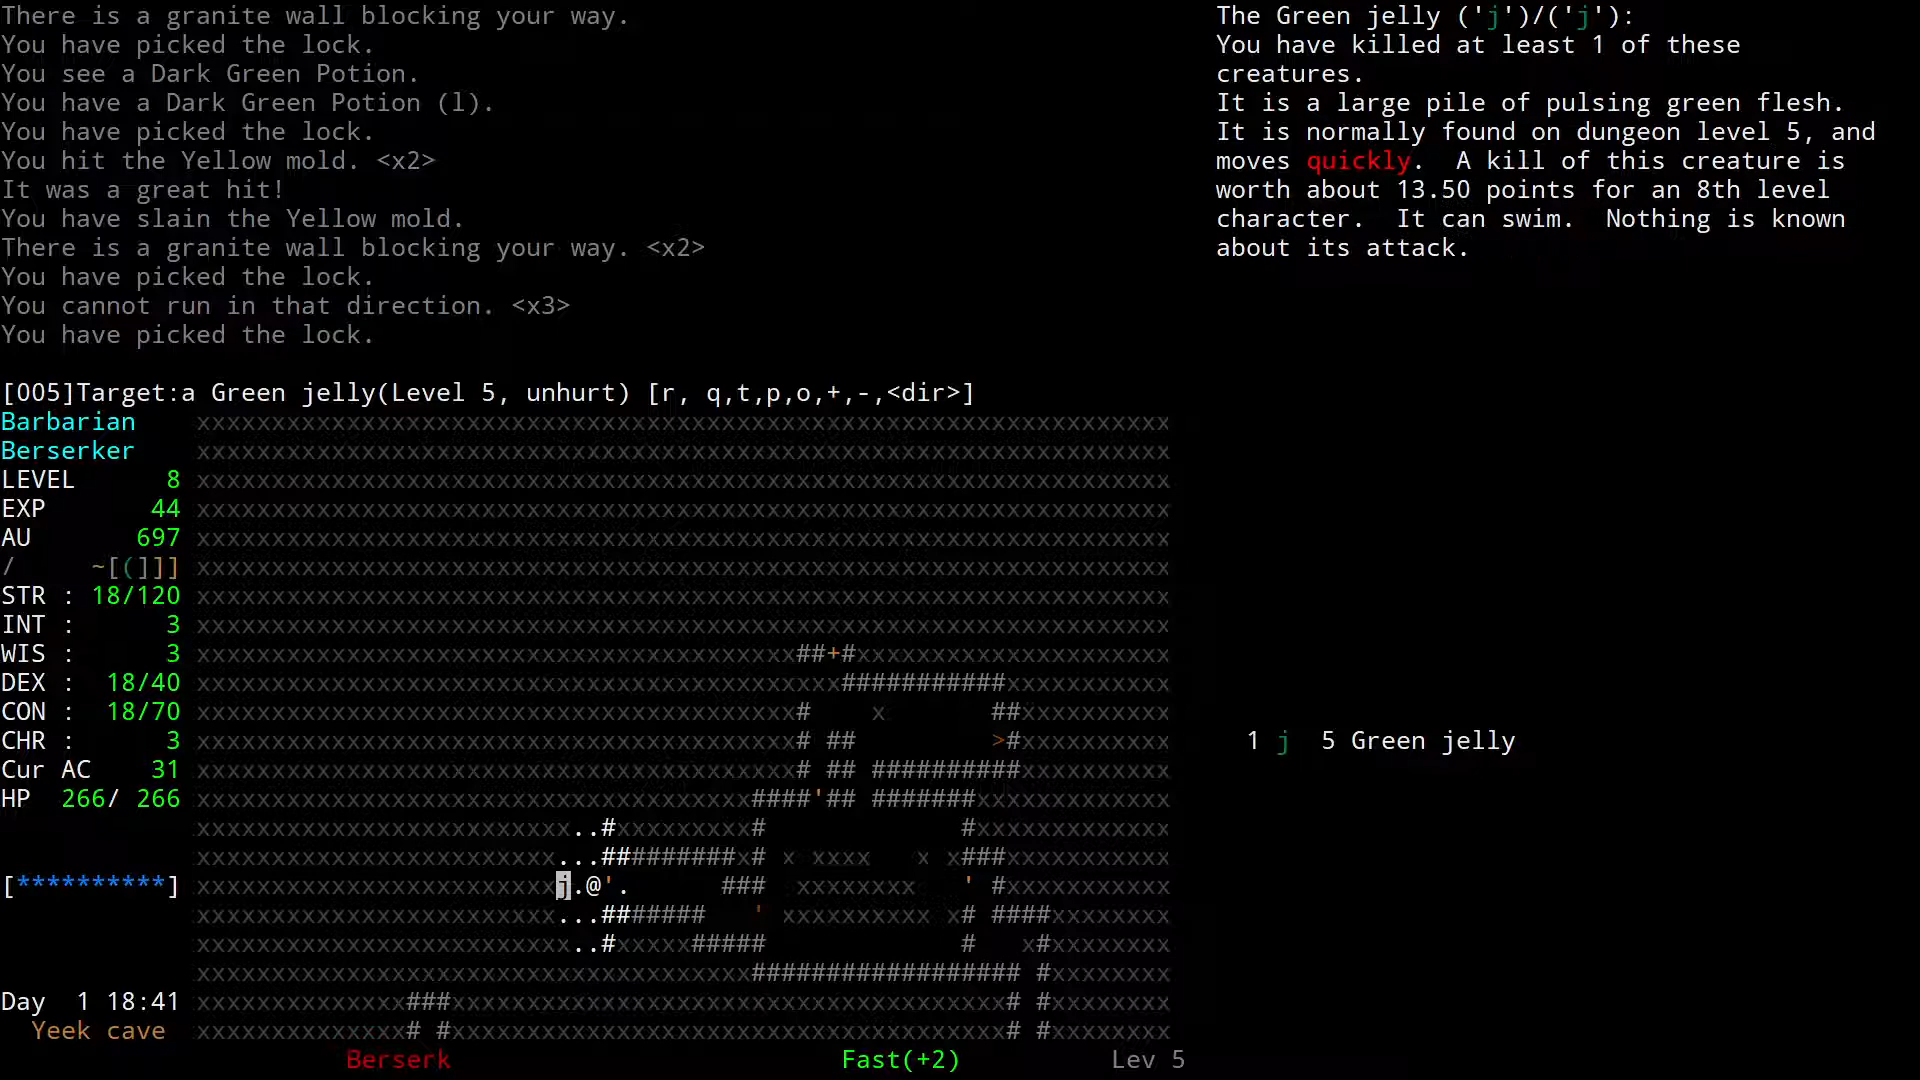 There is a granite wall blocking your way.
You have picked the lock.
You see a Dark Green Potion.
You have a Dark Green Potion (l).
You have picked the lock.
You hit the Yellow mold. <x2>
It was a great hit!
You have slain the Yellow mold.
There is a granite wall blocking your way. <x2>
You have picked the lock.
You cannot run in that direction. <x3>
You have picked the lock.
The Green jelly ('j')/('j'):
You have killed at least 1 of these
creatures.
It is a large pile of pulsing green flesh.
It is normally found on dungeon level 5, and
moves quickly.  A kill of this creature is
worth about 13.50 points for an 8th level
character.  It can swim.  Nothing is known
about its attack.
[005]Target:a Green jelly(Level 5, unhurt) [r, q,t,p,o,+,-,<dir>]
Barbarian
Berserker
LEVEL 8
EXP 44
AU 697
/ ~[(]]]
STR : 18/120
INT : 3
WIS : 3
DEX : 18/40
CON : 18/70
CHR : 3
Cur AC 31
HP 266/ 266
[**********]
j.@'.
1 j 5 Green jelly
Day 1 18:41
Yeek cave
Berserk
Fast(+2)
Lev 5